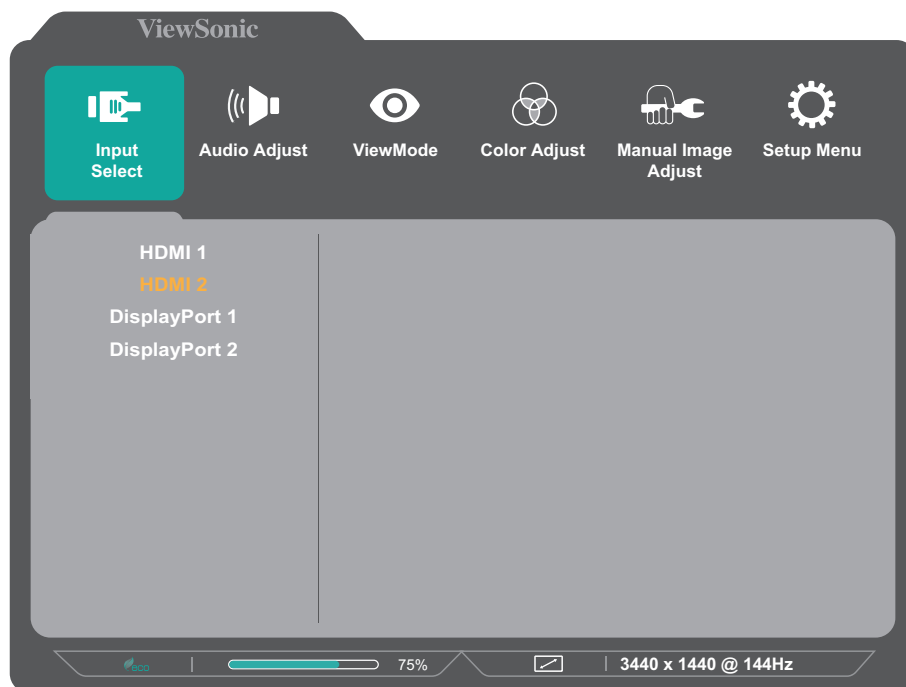 ViewSonic
Input
Select
Audio Adjust
ViewMode
Color Adjust
Manual Image
Adjust
Setup Menu
HDMI 1
HDMI 2
DisplayPort 1
DisplayPort 2
eco
75%
3440 x 1440 @ 144Hz